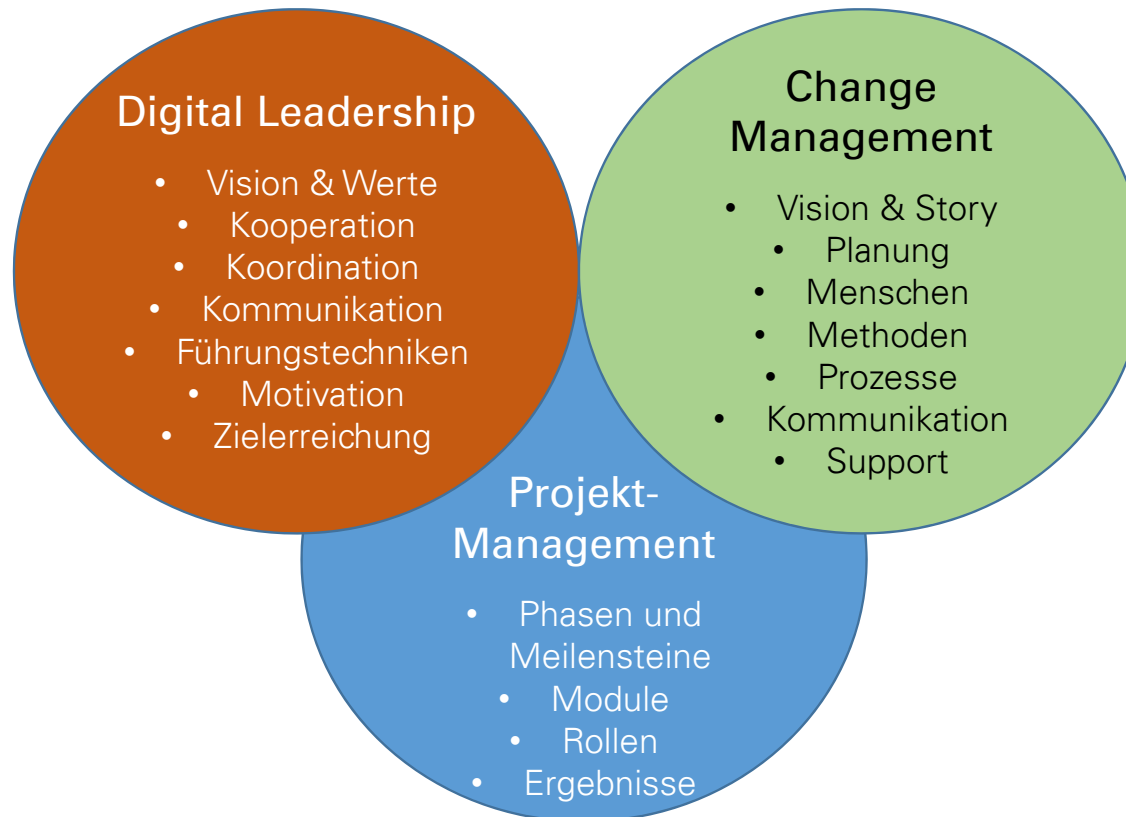 Digital Leadership
• Vision & Werte
• Kooperation
• Koordination
• Kommunikation
• Führungstechniken
• Motivation
• Zielerreichung
Change
Management
• Vision & Story
• Planung
• Menschen
• Methoden
• Prozesse
• Kommunikation
• Support
Projekt-
Management
• Phasen und
Meilensteine
• Module
• Rollen
• Ergebnisse